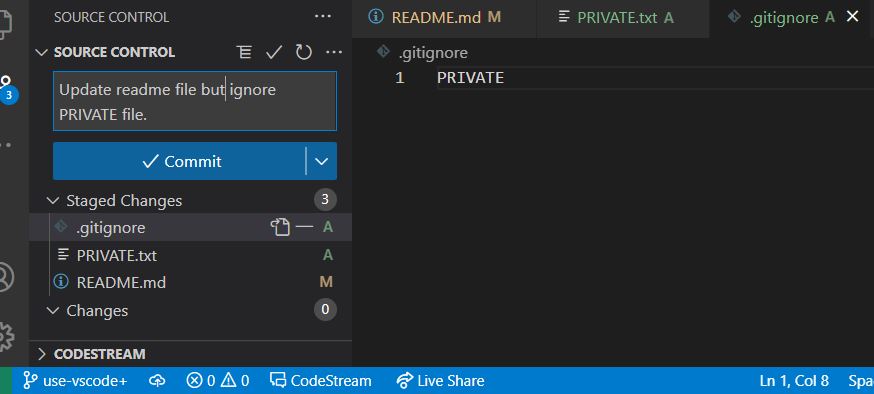 SOURCE CONTROL
SOURCE CONTROL
Update readme file but ignore
PRIVATE file.
Commit
Staged Changes 3
.gitignore A
PRIVATE.txt A
README.md M
Changes 0
CODESTREAM
3
README.md M PRIVATE.txt A .gitignore A
.gitignore
1 PRIVATE
use-vscode+ 0 0 CodeStream Live Share Ln 1, Col 8 Spa